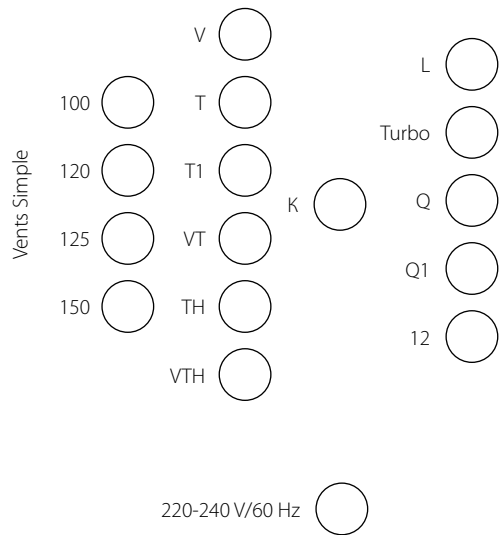 Vents Simple
100
120
125
150
V
T
T1
VT
TH
VTH
K
L
Turbo
Q
Q1
12
220-240 V/60 Hz